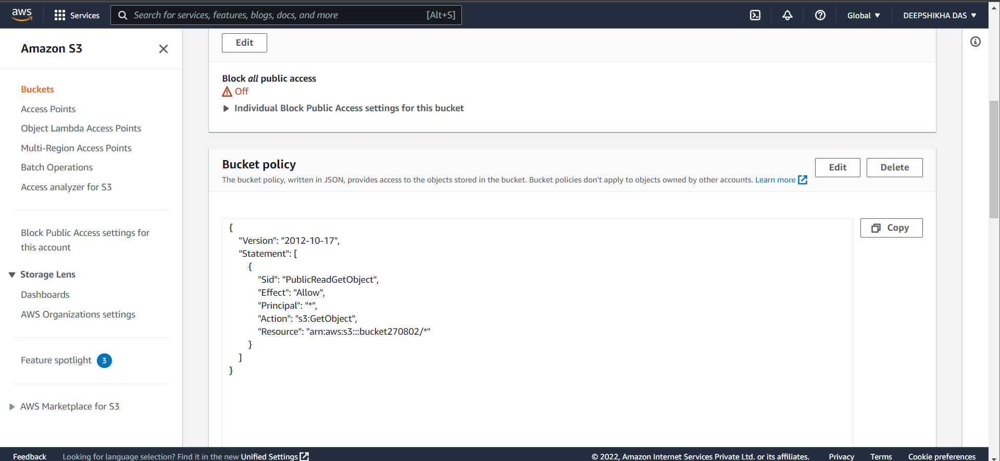 aws
Services
Search for services, features, blogs, docs, and more
[Alt+S]
Global
DEEPSHIKHA DAS
Amazon S3
Buckets
Access Points
Object Lambda Access Points
Multi-Region Access Points
Batch Operations
Access analyzer for S3
Block Public Access settings for
this account
Storage Lens
Dashboards
AWS Organizations settings
Feature spotlight 3
AWS Marketplace for S3
Edit
Block all public access
Off
Individual Block Public Access settings for this bucket
Bucket policy
The bucket policy, written in JSON, provides access to the objects stored in the bucket. Bucket policies don't apply to objects owned by other accounts. Learn more
Edit
Delete
Copy
{
"Version": "2012-10-17",
"Statement": [
{
"Sid": "PublicReadGetObject",
"Effect": "Allow",
"Principal": "*",
"Action": "s3:GetObject",
"Resource": "arn:aws:s3:::bucket270802/*"
}
]
}
Feedback
Looking for language selection? Find it in the new Unified Settings
© 2022, Amazon Internet Services Private Ltd. or its affiliates.
Privacy
Terms
Cookie preferences